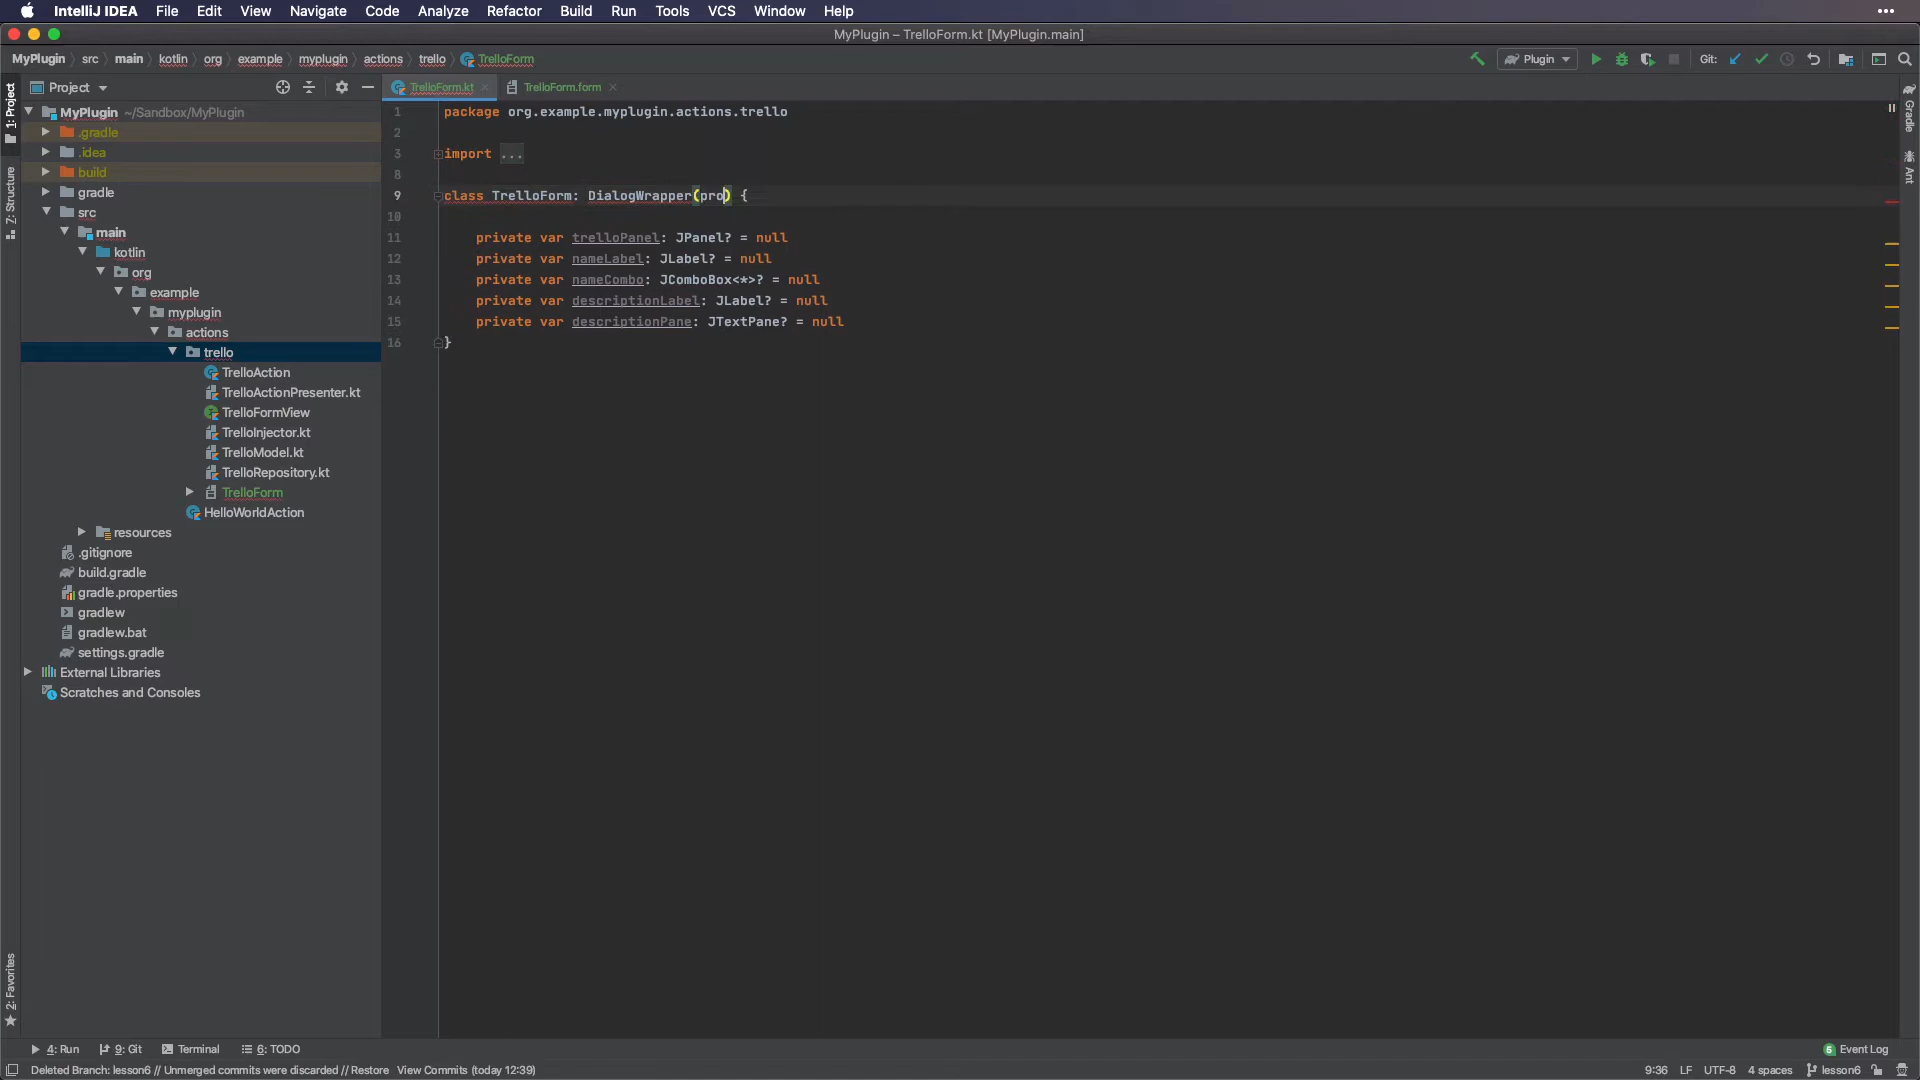 IntelliJ IDEA File Edit View Navigate Code Analyze Refactor Build Run Tools VCS Window Help
MyPlugin – TrelloForm.kt [MyPlugin.main]
MyPlugin src main kotlin org example myplugin actions trello TrelloForm Plugin Git:
1: Project
Z: Structure
2: Favorites
Project
MyPlugin ~/Sandbox/MyPlugin
.gradle
.idea
build
gradle
src
main
kotlin
org
example
myplugin
actions
trello
TrelloAction
TrelloActionPresenter.kt
TrelloFormView
TrelloInjector.kt
TrelloModel.kt
TrelloRepository.kt
TrelloForm
HelloWorldAction
resources
.gitignore
build.gradle
gradle.properties
gradlew
gradlew.bat
settings.gradle
External Libraries
Scratches and Consoles
TrelloForm.kt TrelloForm.form
1 package org.example.myplugin.actions.trello
2
3 import ...
8
9 class TrelloForm: DialogWrapper(pro) {
10
11 private var trelloPanel: JPanel? = null
12 private var nameLabel: JLabel? = null
13 private var nameCombo: JComboBox<*>? = null
14 private var descriptionLabel: JLabel? = null
15 private var descriptionPane: JTextPane? = null
16 }
Gradle
Ant
4: Run 9: Git Terminal 6: TODO 5 Event Log
Deleted Branch: lesson6 // Unmerged commits were discarded // Restore View Commits (today 12:39) 9:36 LF UTF-8 4 spaces lesson6